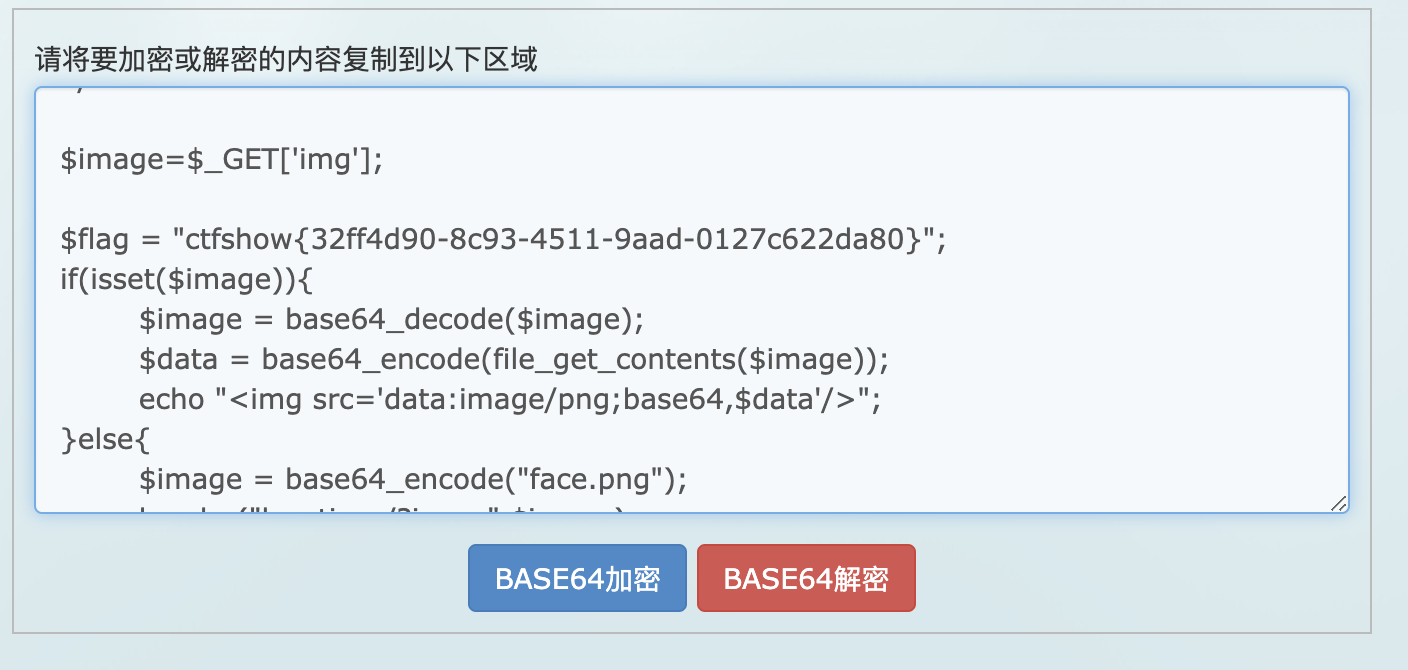 请将要加密或解密的内容复制到以下区域
$image=$_GET['img'];
$flag = "ctfshow{32ff4d90-8c93-4511-9aad-0127c622da80}";
if(isset($image)){
$image = base64_decode($image);
$data = base64_encode(file_get_contents($image));
echo "<img src='data:image/png;base64,$data'/>";
}else{
$image = base64_encode("face.png");
BASE64加密 BASE64解密